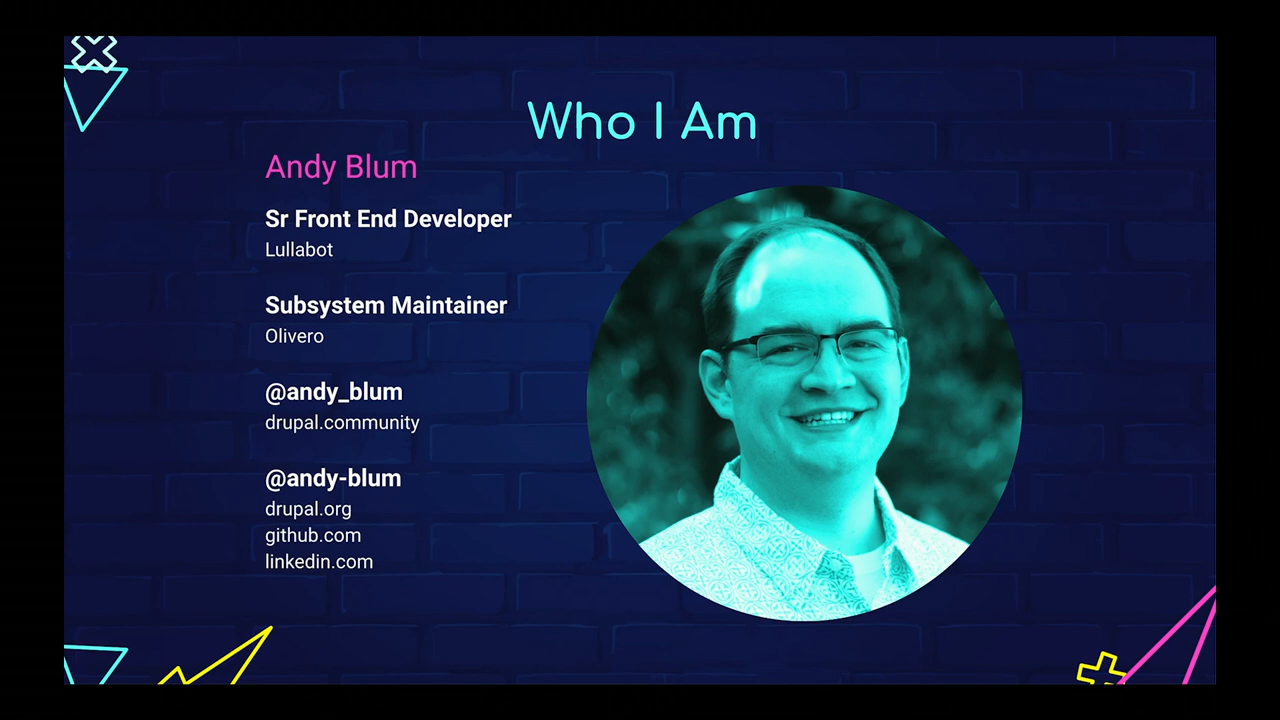 Who I Am
Andy Blum
Sr Front End Developer
Lullabot
Subsystem Maintainer
Olivero
@andy_blum
drupal.community
@andy-blum
drupal.org
github.com
linkedin.com